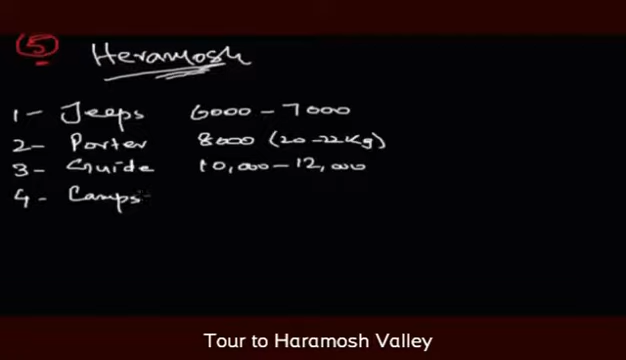 5 Heramosh
1- Jeeps 6000 - 7000
2- Porter 8000 (20-22Kg)
3- Guide 10,000 - 12,000
4- Camps
Tour to Haramosh Valley